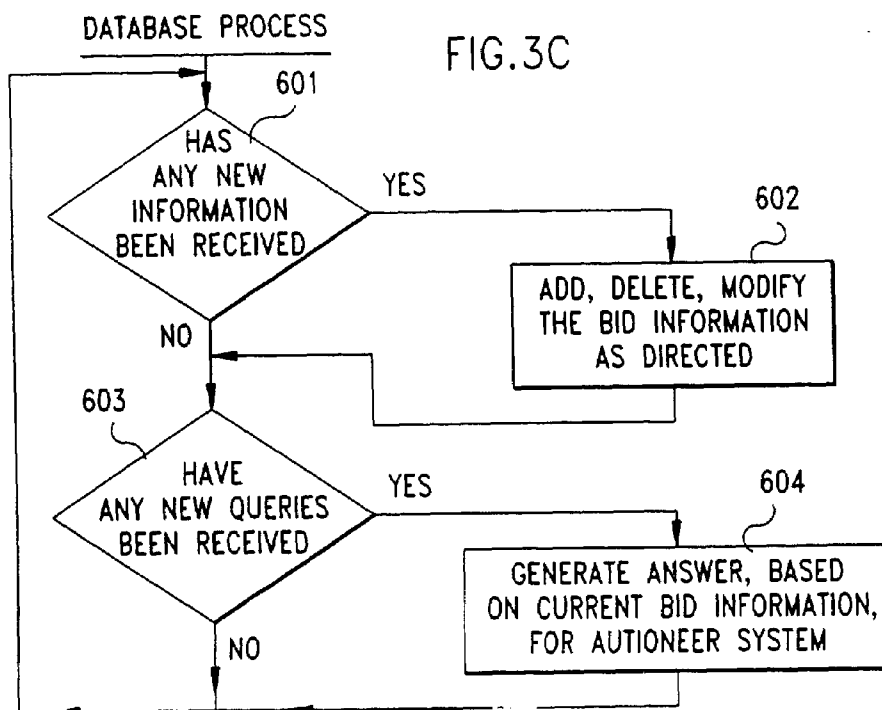 DATABASE PROCESS
FIG.3C
601
HAS
ANY NEW
INFORMATION
BEEN RECEIVED
YES
602
ADD, DELETE, MODIFY
THE BID INFORMATION
AS DIRECTED
NO
603
HAVE
ANY NEW QUERIES
BEEN RECEIVED
YES
604
GENERATE ANSWER, BASED
ON CURRENT BID INFORMATION,
FOR AUTIONEER SYSTEM
NO